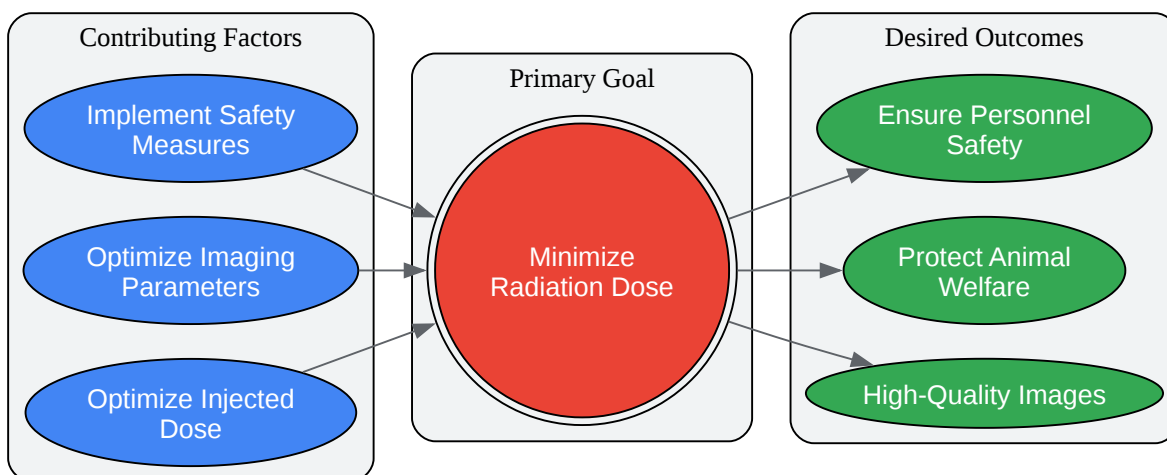 Contributing Factors
Implement Safety
Measures
Optimize Imaging
Parameters
Optimize Injected
Dose
Primary Goal
Minimize
Radiation Dose
Desired Outcomes
Ensure Personnel
Safety
Protect Animal
Welfare
High-Quality Images